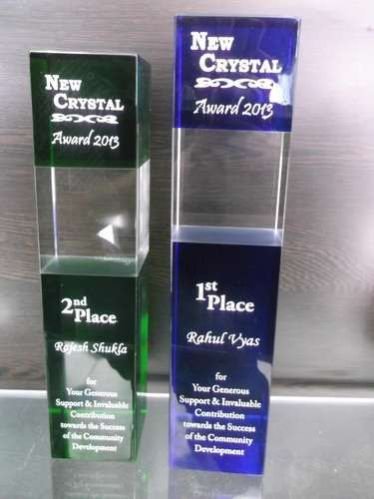 New
Crystal
Award 2013
2nd
Place
Rajesh Shukla
for
Your Generous
Support & Invaluable
Contribution
towards the Success
of the Community
Development
New
Crystal
Award 2013
1st
Place
Rahul Vyas
for
Your Generous
Support & Invaluable
Contribution
towards the Success
of the Community
Development